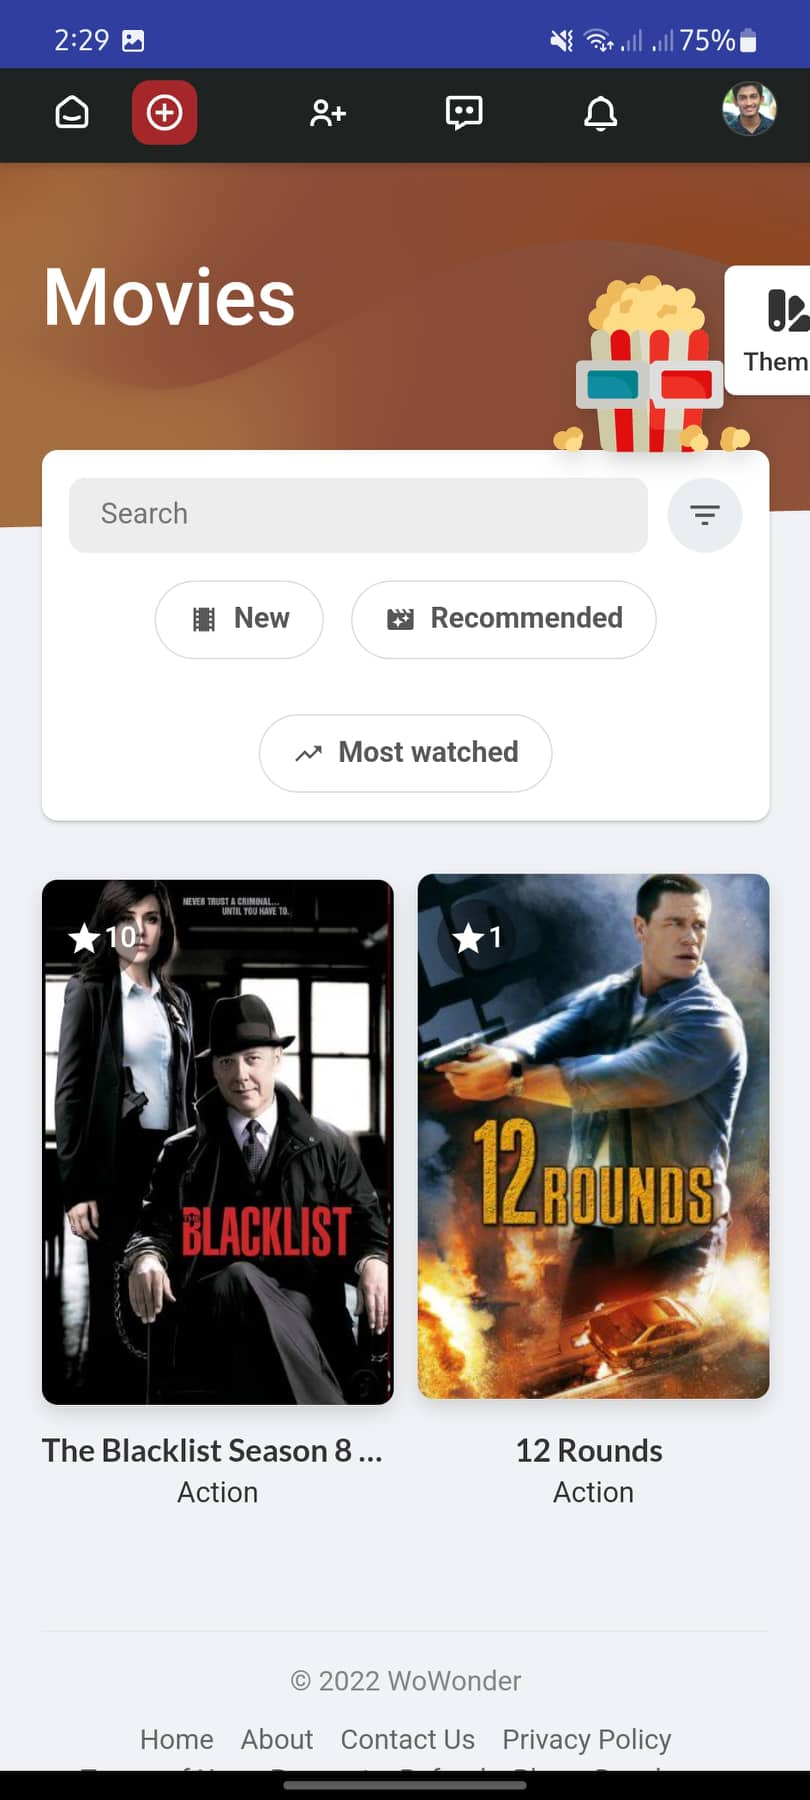 2:29
75%
Movies
Them
Search
New
Recommended
Most watched
NEVER TRUST A CRIMINAL...
UNTIL YOU HAVE TO.
10
1
THE BLACKLIST
12 ROUNDS
The Blacklist Season 8 ...
12 Rounds
Action
Action
© 2022 WoWonder
Home About Contact Us Privacy Policy